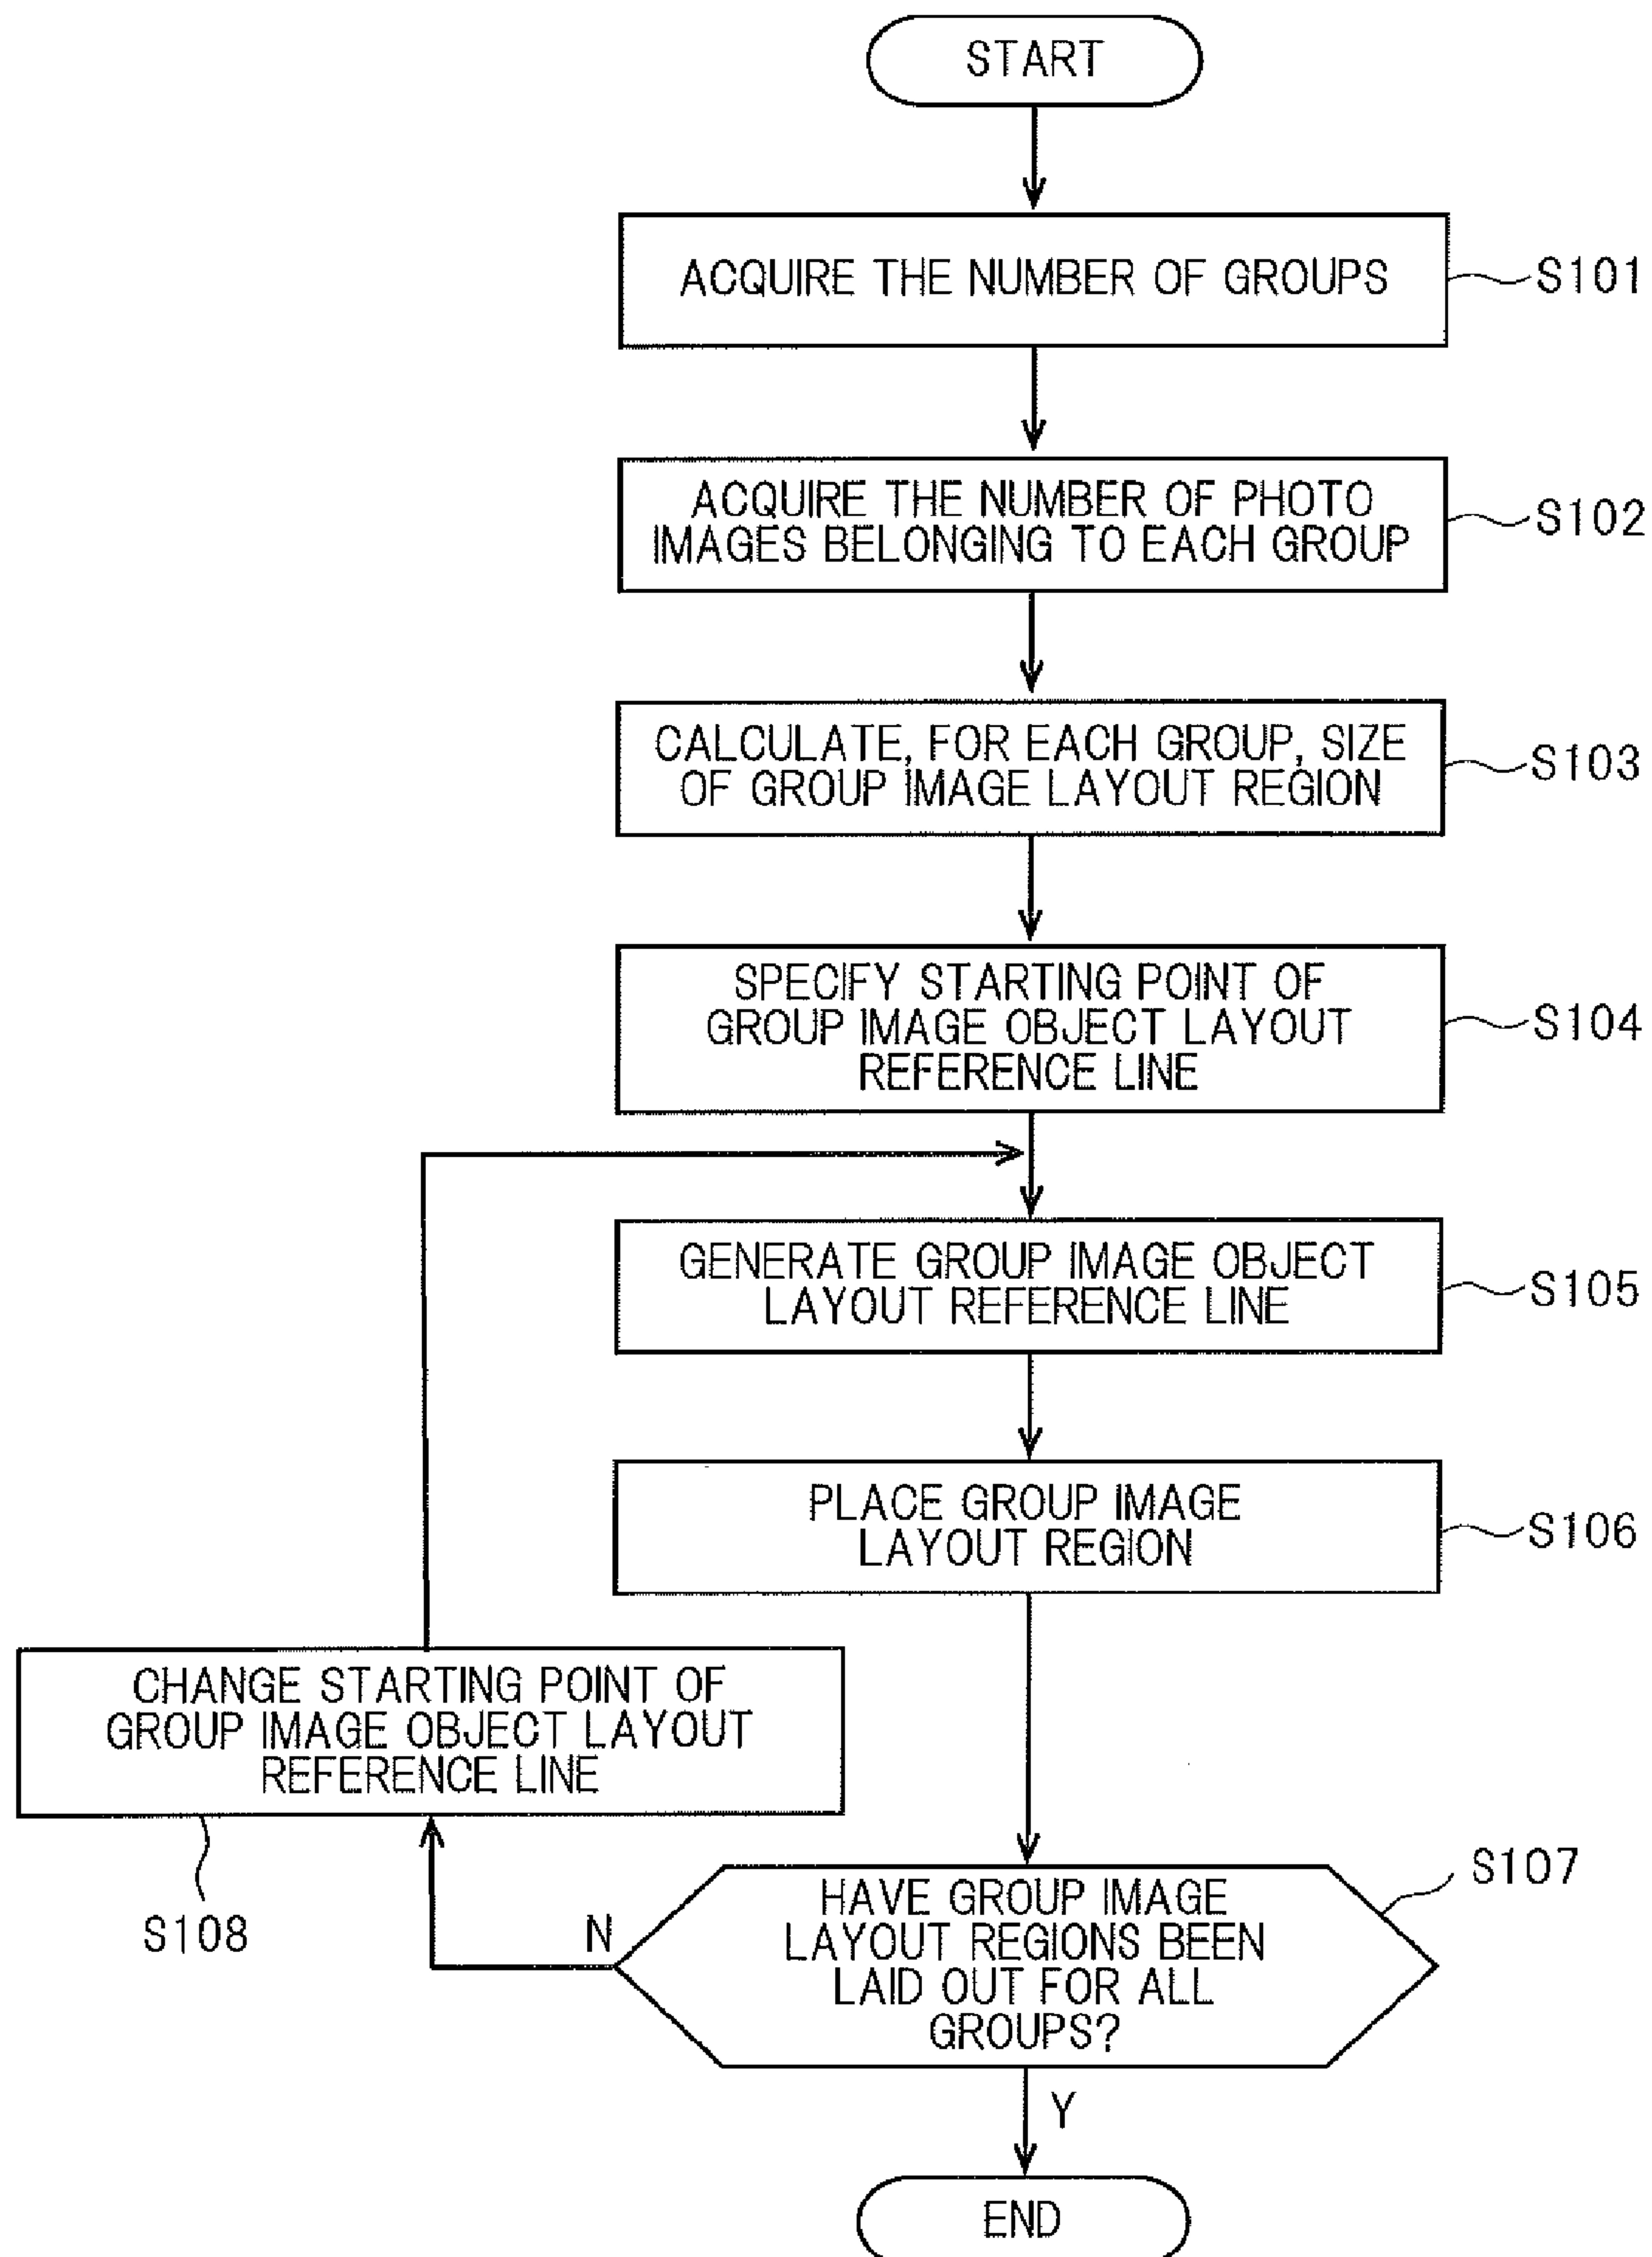 START
ACQUIRE THE NUMBER OF GROUPS
S101
ACQUIRE THE NUMBER OF PHOTO
IMAGES BELONGING TO EACH GROUP
S102
CALCULATE, FOR EACH GROUP, SIZE
OF GROUP IMAGE LAYOUT REGION
S103
SPECIFY STARTING POINT OF
GROUP IMAGE OBJECT LAYOUT
REFERENCE LINE
S104
GENERATE GROUP IMAGE OBJECT
LAYOUT REFERENCE LINE
S105
PLACE GROUP IMAGE
LAYOUT REGION
S106
CHANGE STARTING POINT OF
GROUP IMAGE OBJECT LAYOUT
REFERENCE LINE
S108
HAVE GROUP IMAGE
LAYOUT REGIONS BEEN
LAID OUT FOR ALL
GROUPS?
S107
N
Y
END